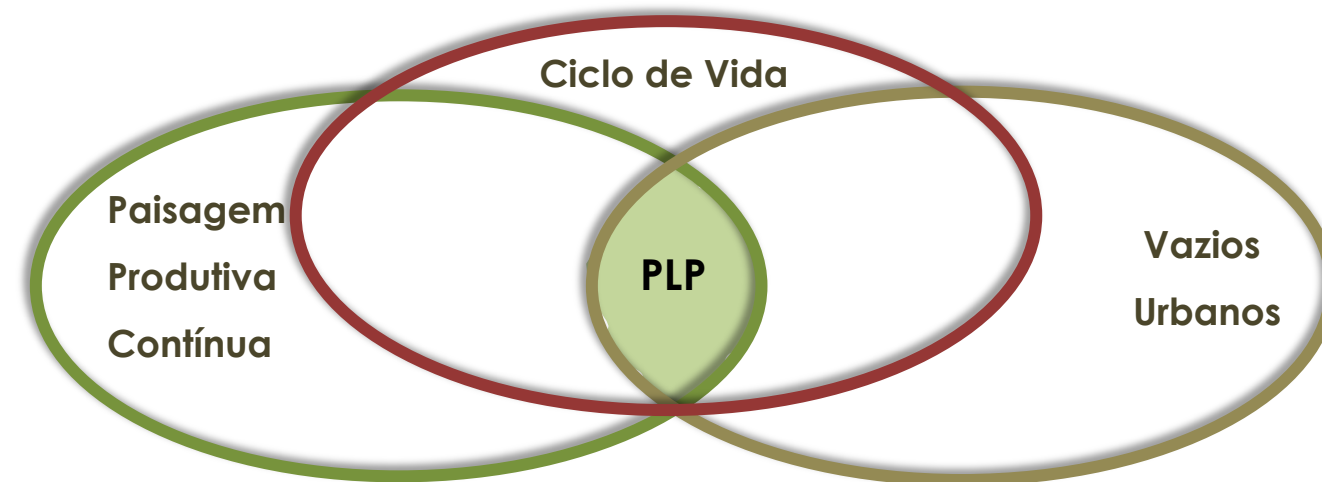 Ciclo de Vida
Paisagem
Produtiva
Contínua
PLP
Vazios
Urbanos